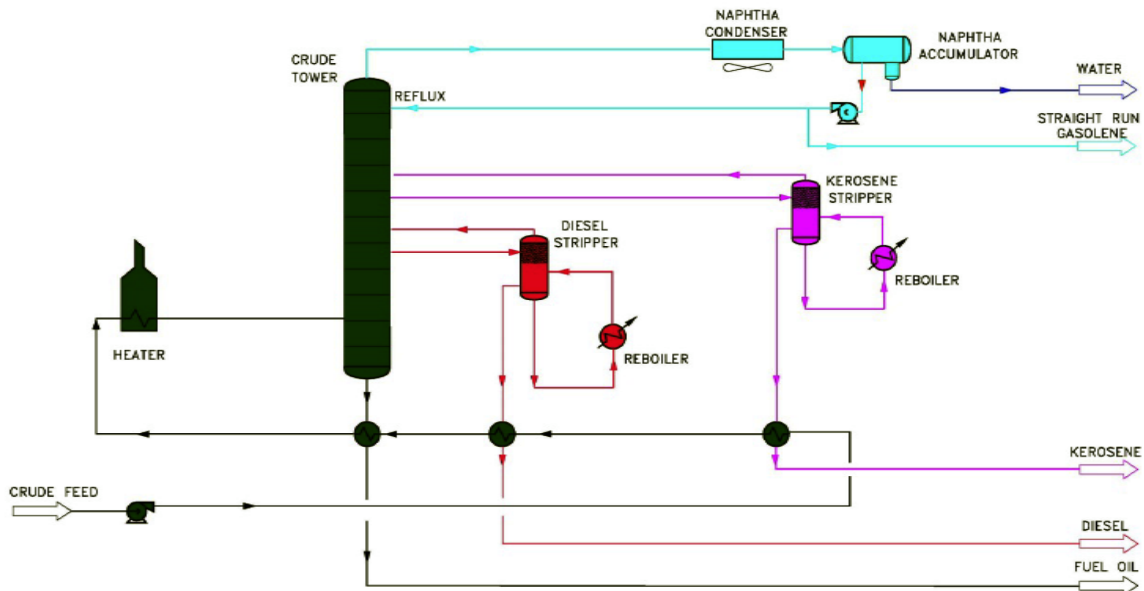 NAPHTHA
CONDENSER
NAPHTHA
ACCUMULATOR
CRUDE
TOWER
WATER
REFLUX
STRAIGHT RUN
GASOLENE
KEROSENE
STRIPPER
DIESEL
STRIPPER
REBOILER
HEATER
REBOILER
KEROSENE
CRUDE FEED
DIESEL
FUEL OIL